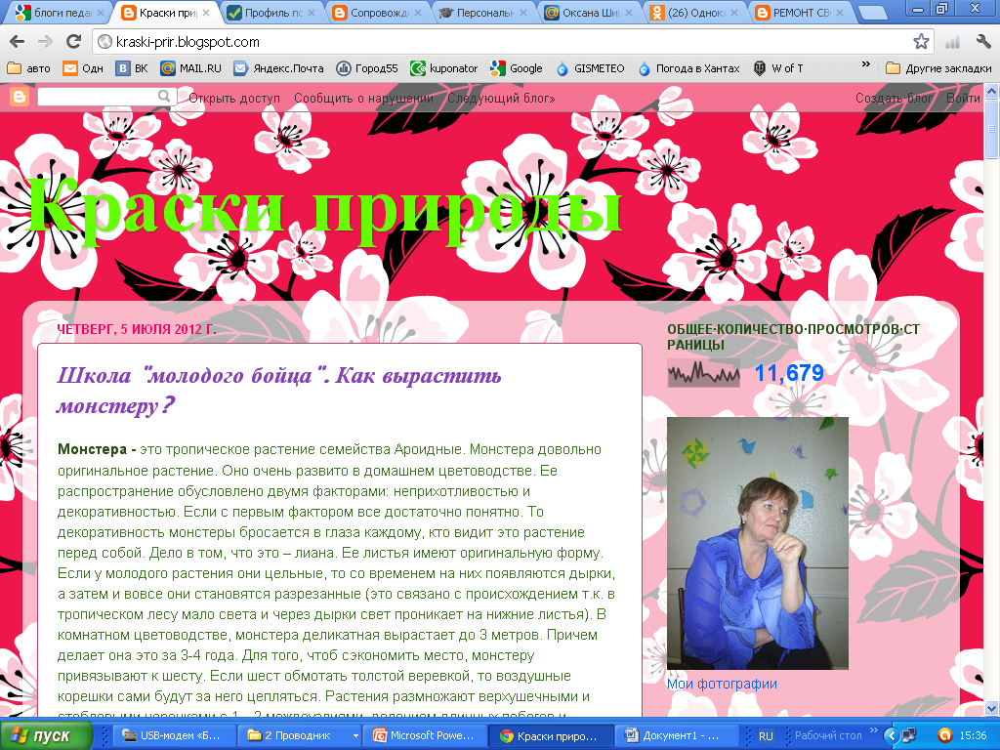 блоги педа
Краски при
Профиль по
Сопровожд
Персональ
Оксана Ши
(26) Однок
РЕМОНТ СВ
kraski-prir.blogspot.com
авто Одн ВК MAIL.RU Яндекс.Почта Город55 kuponator Google GISMETEO Погода в Хантах W of T » Другие закладки
Открыть доступ Сообщить о нарушении Следующий блог» Создать блог Войти
Краски природы
ЧЕТВЕРГ, 5 ИЮЛЯ 2012 Г.
Школа "молодого бойца". Как вырастить
монстеру?
Монстера - это тропическое растение семейства Ароидные. Монстера довольно
оригинальное растение. Оно очень развито в домашнем цветоводстве. Ее
распространение обусловлено двумя факторами: неприхотливостью и
декоративностью. Если с первым фактором все достаточно понятно. То
декоративность монстеры бросается в глаза каждому, кто видит это растение
перед собой. Дело в том, что это – лиана. Ее листья имеют оригинальную форму.
Если у молодого растения они цельные, то со временем на них появляются дырки,
а затем и вовсе они становятся разрезанные (это связано с происхождением т.к. в
тропическом лесу мало света и через дырки свет проникает на нижние листья). В
комнатном цветоводстве, монстера деликатная вырастает до 3 метров. Причем
делает она это за 3-4 года. Для того, чтоб сэкономить место, монстеру
привязывают к шесту. Если шест обмотать толстой веревкой, то воздушные
корешки сами будут за него цепляться. Растения размножают верхушечными и
ОБЩЕЕ·КОЛИЧЕСТВО·ПРОСМОТРОВ·СТ
РАНИЦЫ
11,679
Мои фотографии
пуск USB-модем «Б... 2 Проводник Microsoft Powe... Краски приро... Документ1 - ... RU Рабочий стол » 15:36